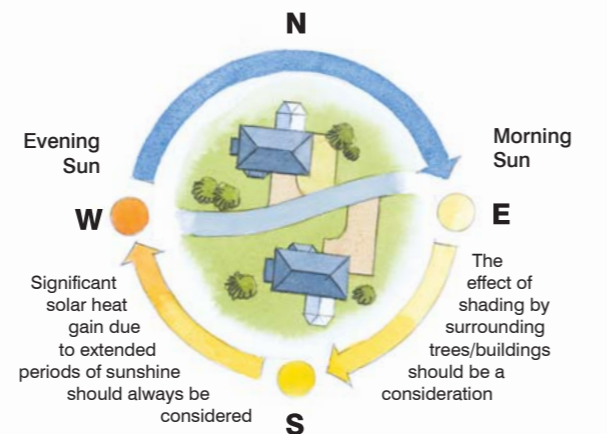 N
Evening
Sun
Morning
Sun
W
E
Significant
solar heat
gain due
to extended
periods of sunshine
should always be
considered
The
effect of
shading by
surrounding
trees/buildings
should be a
consideration
S